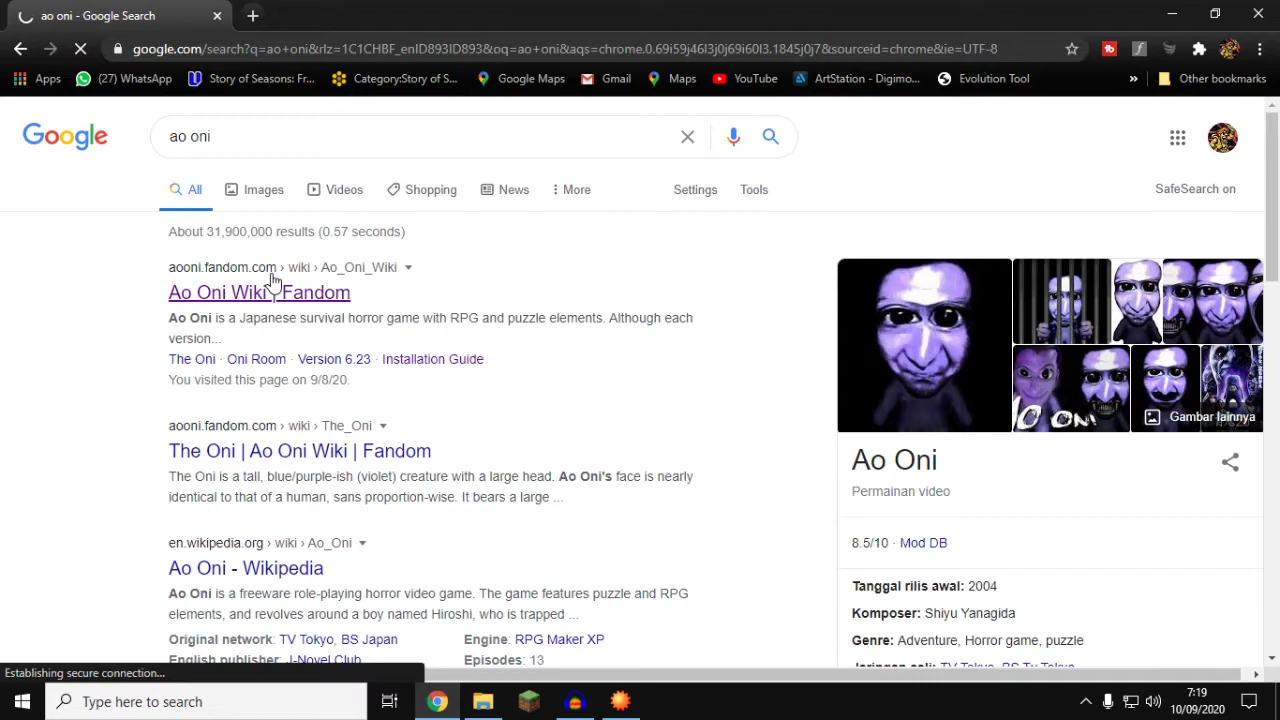 ao oni - Google Search
google.com/search?q=ao+oni&rlz=1C1CHBF_enID893ID893&oq=ao+oni&aqs=chrome.0.69i59j46l3j0j69i60l3.1845j0j7&sourceid=chrome&ie=UTF-8
Apps (27) WhatsApp Story of Seasons: Fr... Category:Story of S... Google Maps Gmail Maps YouTube ArtStation - Digimo... Evolution Tool » Other bookmarks
Google
ao oni
All Images Videos Shopping News More Settings Tools SafeSearch on
About 31,900,000 results (0.57 seconds)
aooni.fandom.com › wiki › Ao_Oni_Wiki
Ao Oni Wiki | Fandom
Ao Oni is a Japanese survival horror game with RPG and puzzle elements. Although each
version...
The Oni · Oni Room · Version 6.23 · Installation Guide
You visited this page on 9/8/20.
aooni.fandom.com › wiki › The_Oni
The Oni | Ao Oni Wiki | Fandom
The Oni is a tall, blue/purple-ish (violet) creature with a large head. Ao Oni's face is nearly
identical to that of a human, sans proportion-wise. It bears a large ...
en.wikipedia.org › wiki › Ao_Oni
Ao Oni - Wikipedia
Ao Oni is a freeware role-playing horror video game. The game features puzzle and RPG
elements, and revolves around a boy named Hiroshi, who is trapped ...
Original network: TV Tokyo, BS Japan Engine: RPG Maker XP
English publisher: J-Novel Club Episodes: 13
Gambar lainnya
Ao Oni
Permainan video
8.5/10 · Mod DB
Tanggal rilis awal: 2004
Komposer: Shiyu Yanagida
Genre: Adventure, Horror game, puzzle
Jaringan asli: TV Tokyo, BS Tv Tokyo
Establishing secure connection...
Type here to search
7:19
10/09/2020